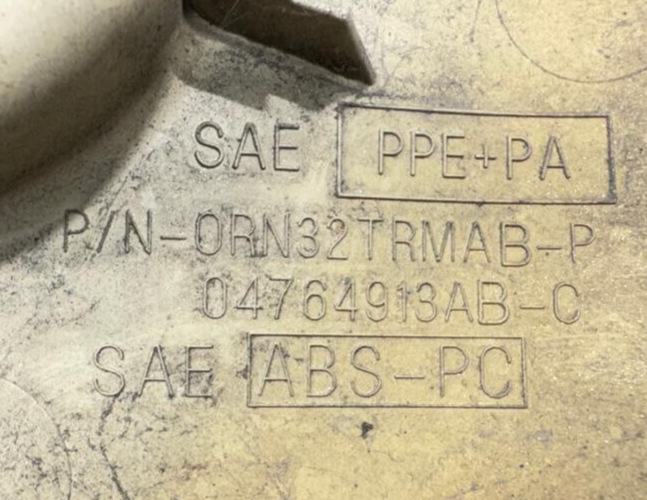 SAE PPE+PA
P/N-0RN32TRMAB-P
04764913AB-C
SAE ABS-PC